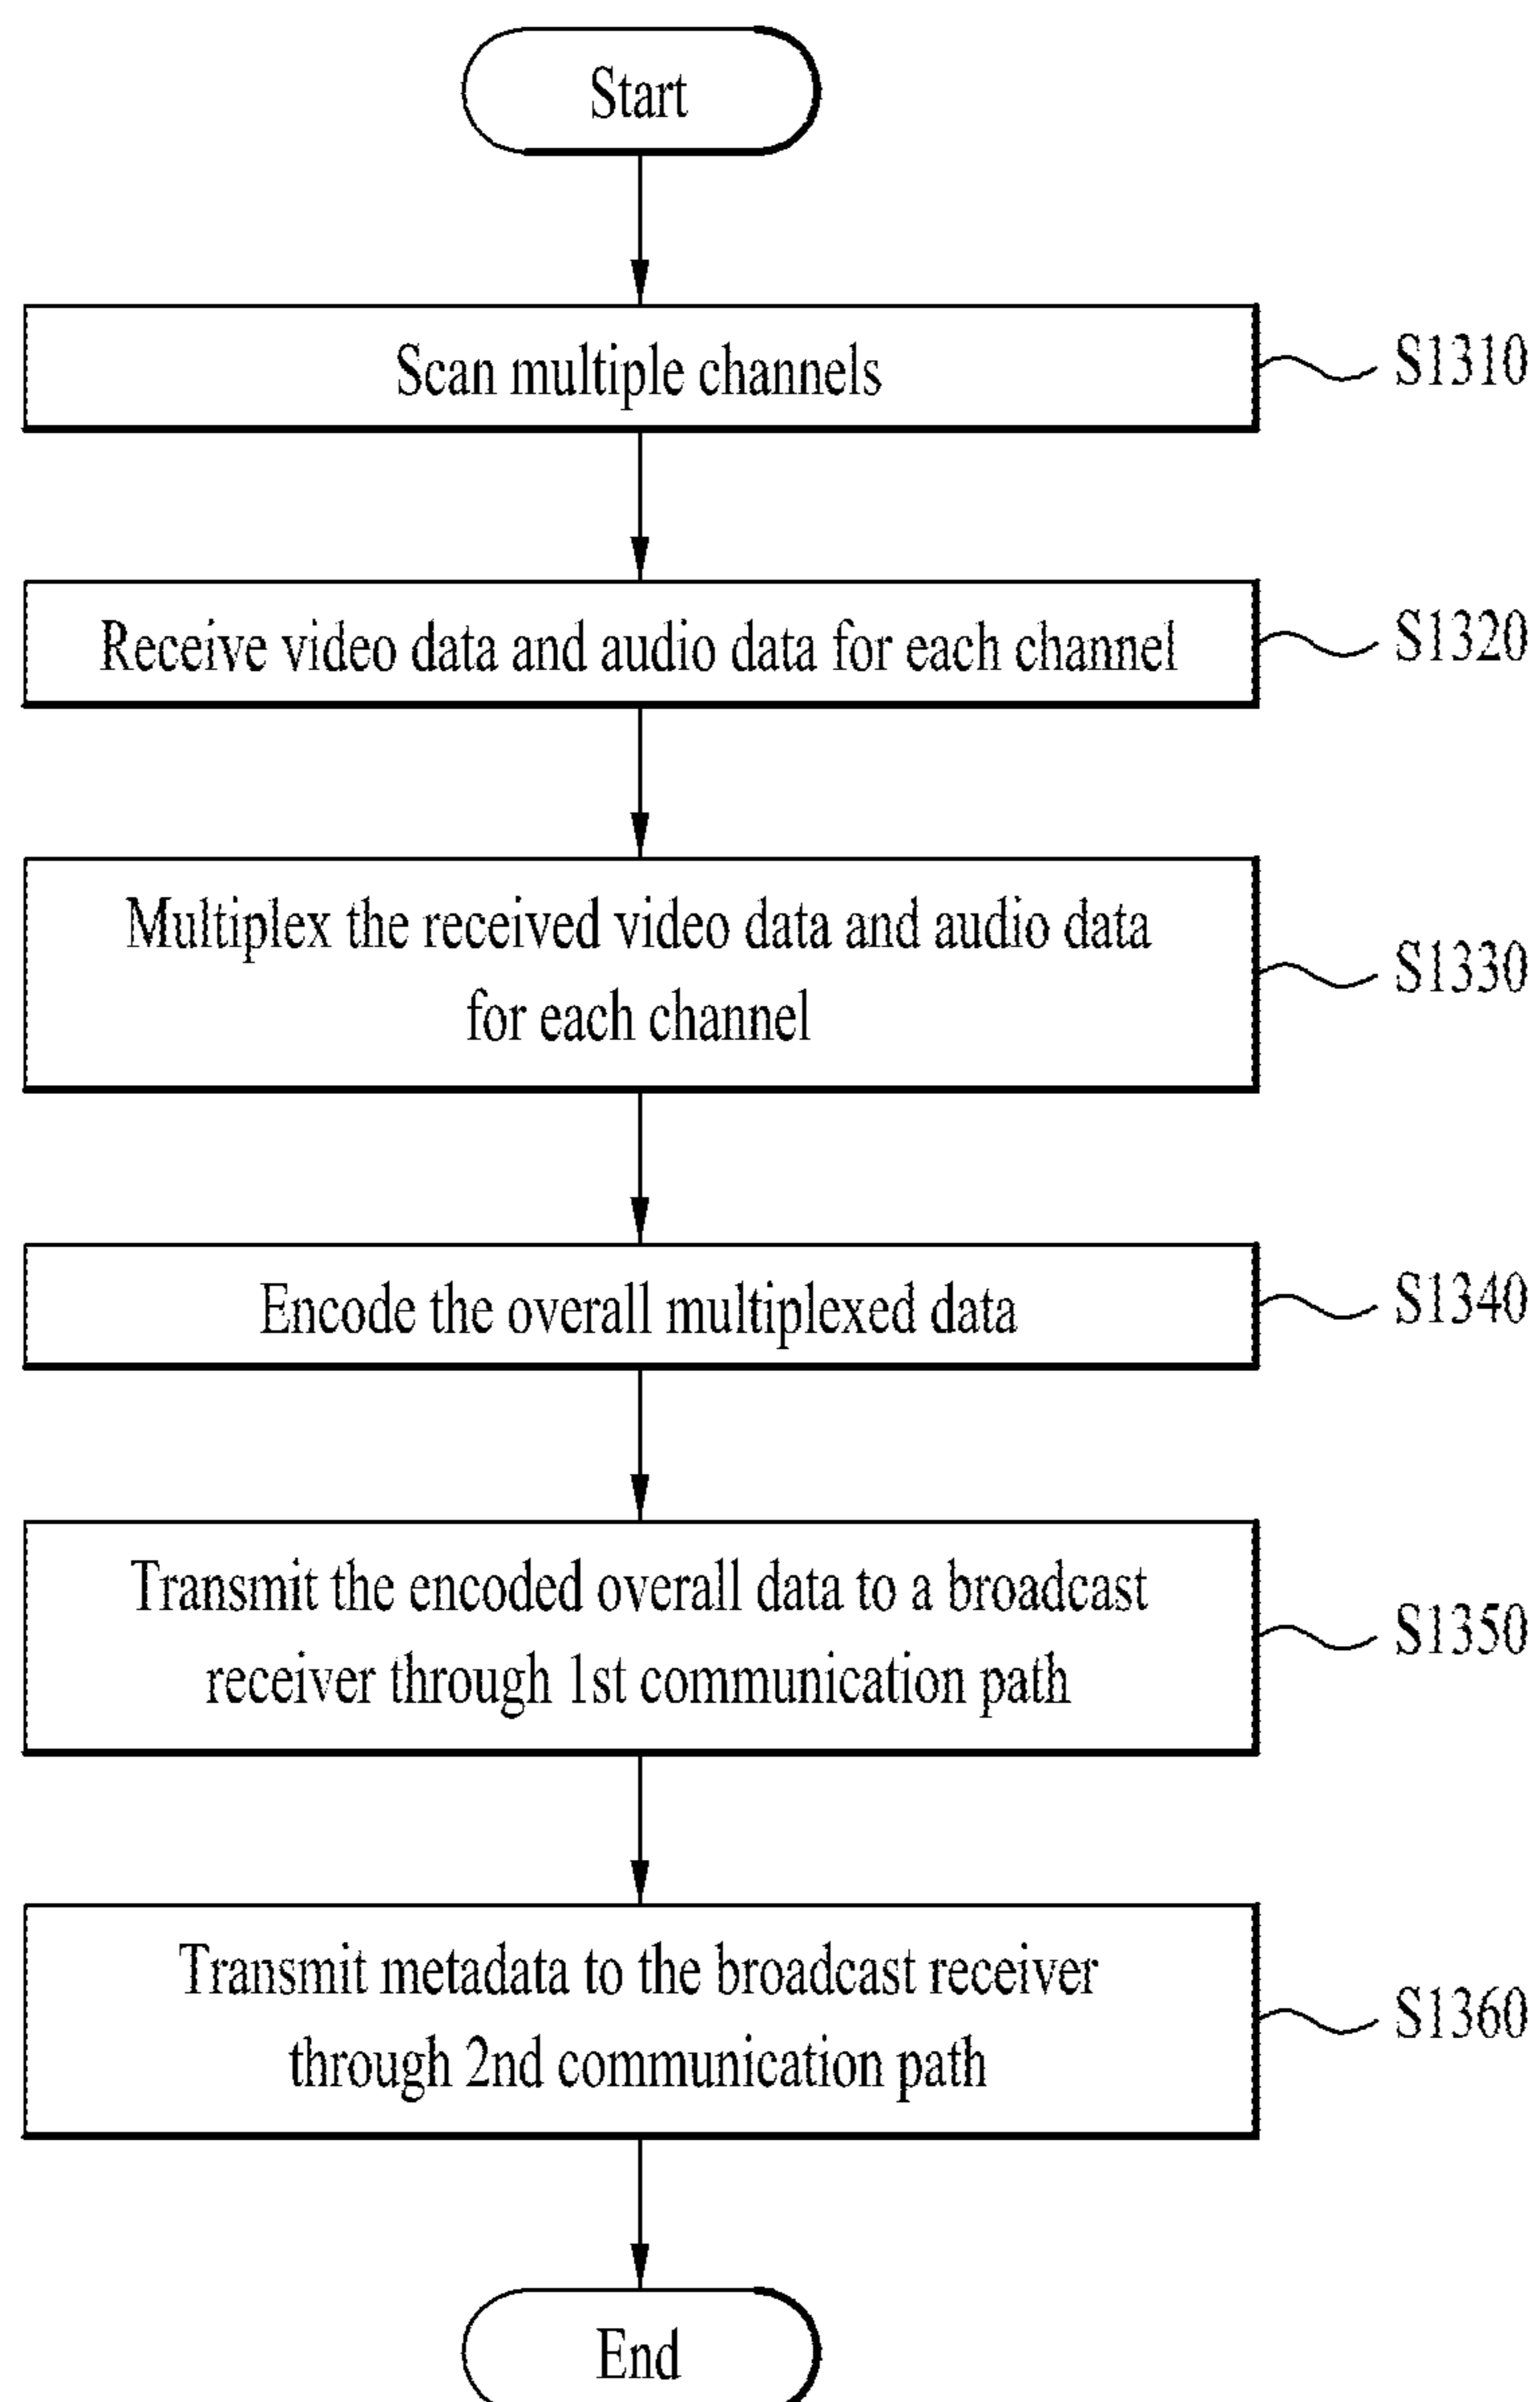 Start
Scan multiple channels
S1310
Receive video data and audio data for each channel
S1320
Multiplex the received video data and audio data
for each channel
S1330
Encode the overall multiplexed data
S1340
Transmit the encoded overall data to a broadcast
receiver through 1st communication path
S1350
Transmit metadata to the broadcast receiver
through 2nd communication path
S1360
End